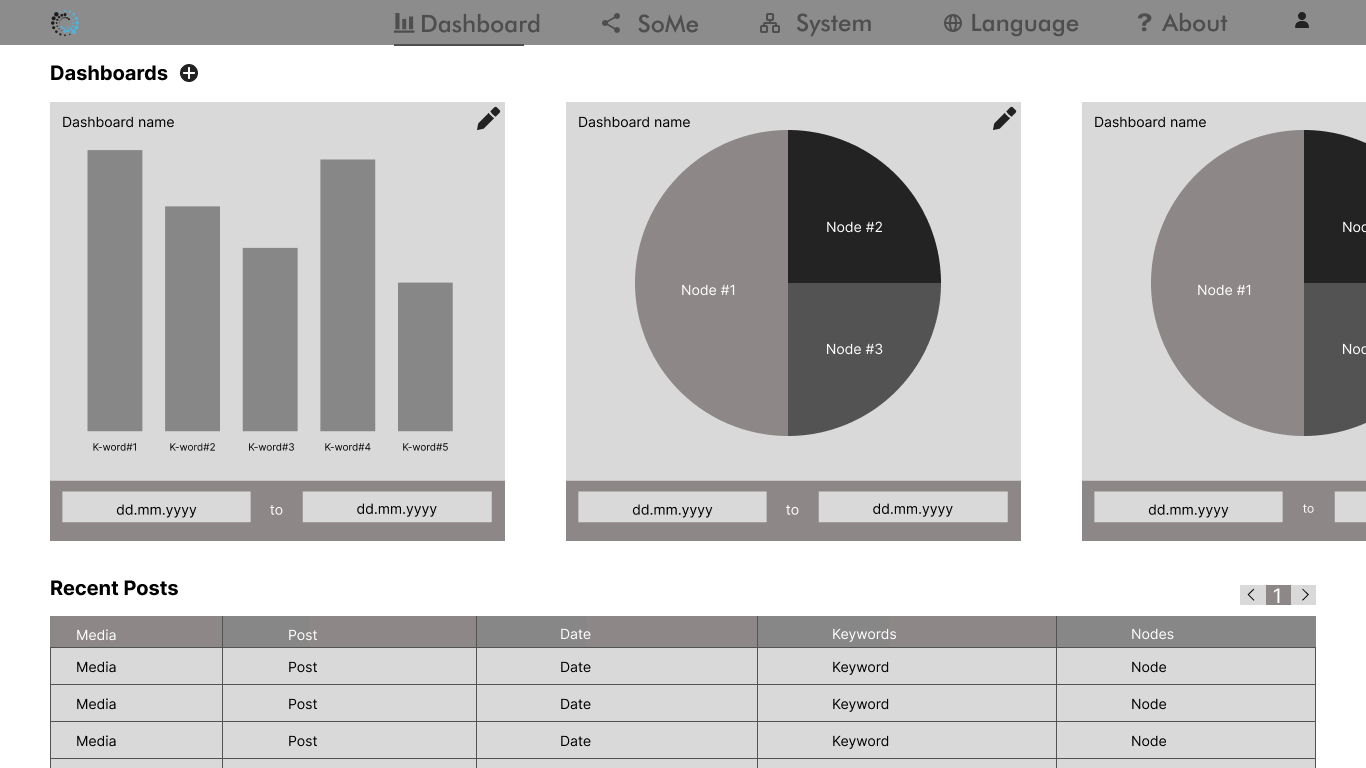 Dashboard SoMe System Language ? About
Dashboards
Dashboard name
K-word#1 K-word#2 K-word#3 K-word#4 K-word#5
dd.mm.yyyy to dd.mm.yyyy
Dashboard name
Node #1
Node #2
Node #3
dd.mm.yyyy to dd.mm.yyyy
Dashboard name
Node #1
dd.mm.yyyy to
Recent Posts
< 1 >
Media Post Date Keywords Nodes
Media Post Date Keyword Node
Media Post Date Keyword Node
Media Post Date Keyword Node